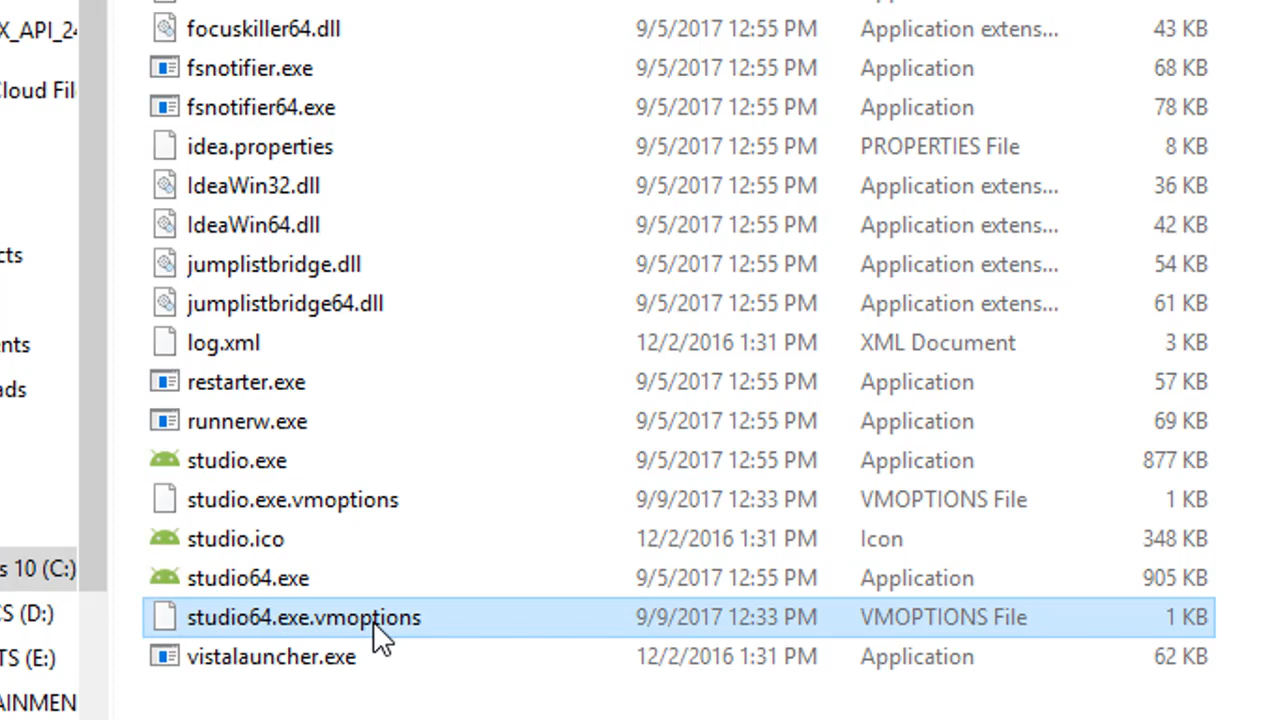 X_API_24
focuskiller64.dll 9/5/2017 12:55 PM Application extens... 43 KB
fsnotifier.exe 9/5/2017 12:55 PM Application 68 KB
Cloud Fil
fsnotifier64.exe 9/5/2017 12:55 PM Application 78 KB
idea.properties 9/5/2017 12:55 PM PROPERTIES File 8 KB
IdeaWin32.dll 9/5/2017 12:55 PM Application extens... 36 KB
IdeaWin64.dll 9/5/2017 12:55 PM Application extens... 42 KB
cts
jumplistbridge.dll 9/5/2017 12:55 PM Application extens... 54 KB
jumplistbridge64.dll 9/5/2017 12:55 PM Application extens... 61 KB
nts
log.xml 12/2/2016 1:31 PM XML Document 3 KB
ads
restarter.exe 9/5/2017 12:55 PM Application 57 KB
runnerw.exe 9/5/2017 12:55 PM Application 69 KB
studio.exe 9/5/2017 12:55 PM Application 877 KB
studio.exe.vmoptions 9/9/2017 12:33 PM VMOPTIONS File 1 KB
studio.ico 12/2/2016 1:31 PM Icon 348 KB
s 10 (C:)
studio64.exe 9/5/2017 12:55 PM Application 905 KB
CS (D:)
studio64.exe.vmoptions 9/9/2017 12:33 PM VMOPTIONS File 1 KB
TS (E:)
vistalauncher.exe 12/2/2016 1:31 PM Application 62 KB
AINMEN